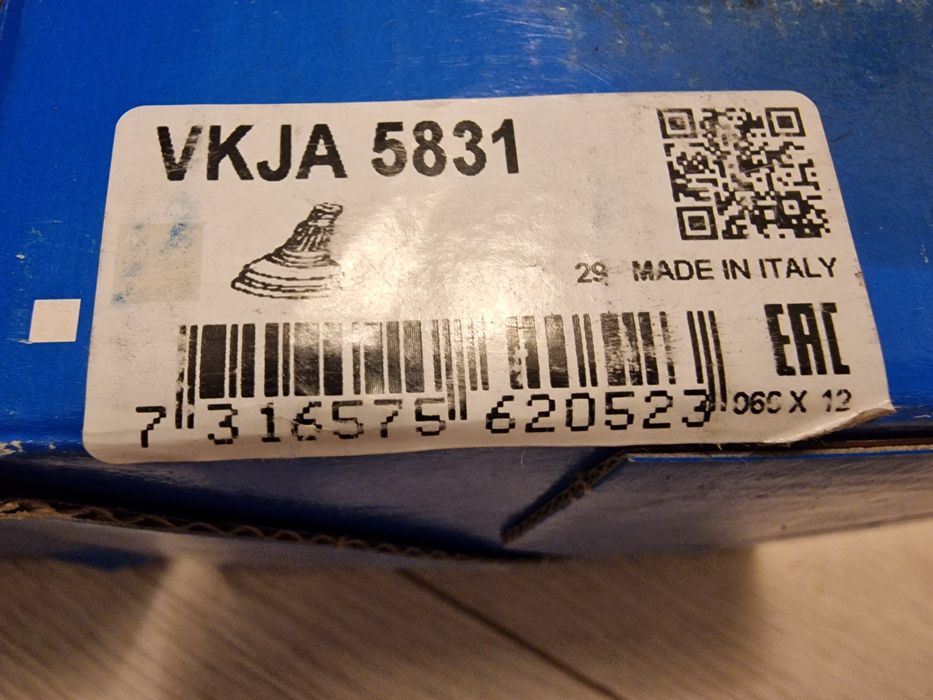 VKJA 5831
29 MADE IN ITALY
EAC
7 316575 620523
X 12